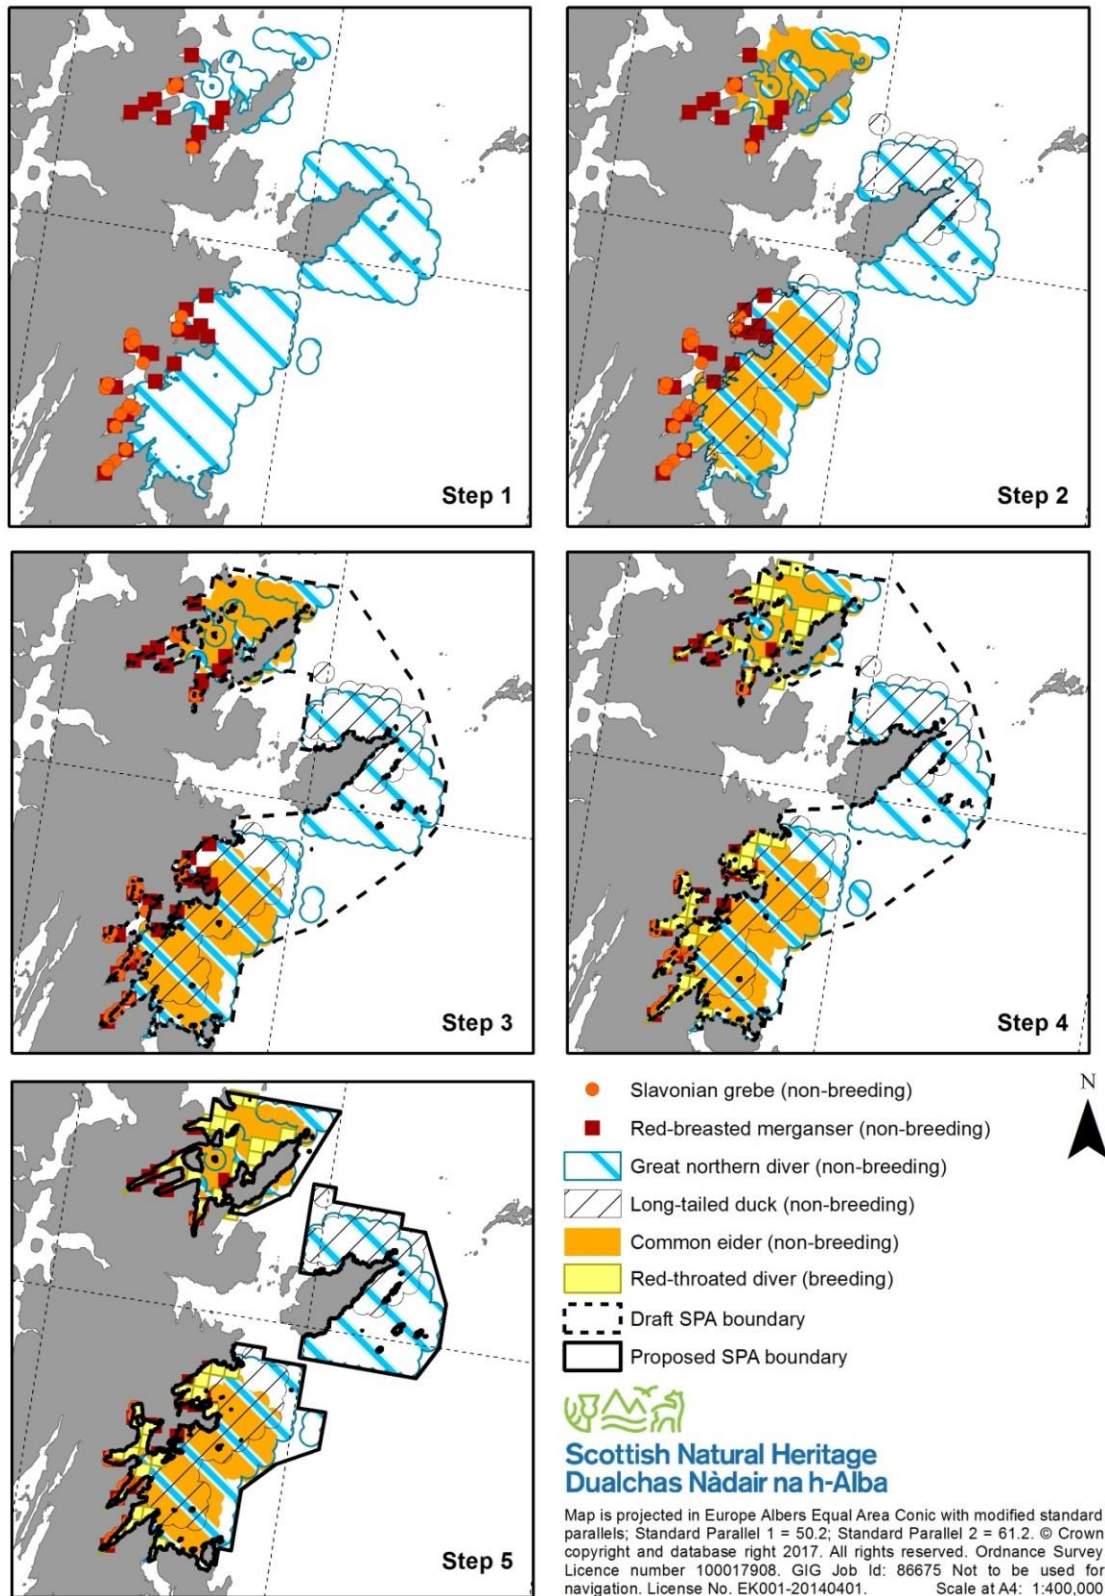 Step 1
Step 2
Step 3
Step 4
Step 5
Slavonian grebe (non-breeding)
Red-breasted merganser (non-breeding)
Great northern diver (non-breeding)
Long-tailed duck (non-breeding)
Common eider (non-breeding)
Red-throated diver (breeding)
Draft SPA boundary
Proposed SPA boundary
N
Scottish Natural Heritage
Dualchas Nàdair na h-Alba
Map is projected in Europe Albers Equal Area Conic with modified standard
parallels; Standard Parallel 1 = 50.2; Standard Parallel 2 = 61.2. © Crown
copyright and database right 2017. All rights reserved. Ordnance Survey
Licence number 100017908. GIG Job Id: 86675 Not to be used for
navigation. License No. EK001-20140401. Scale at A4: 1:400,000